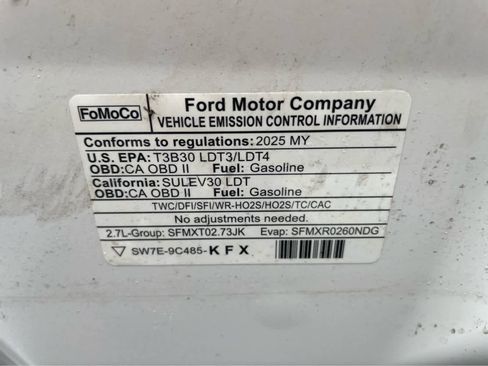 FoMoCo
Ford Motor Company
VEHICLE EMISSION CONTROL INFORMATION
Conforms to regulations:2025 MY
U.S. EPA:T3B30 LDT3/LDT4
OBD:CA OBD II Fuel: Gasoline
California: SULEV30 LDT
OBD:CA OBD II Fuel: Gasoline
TWC/DFI/SFI/WR-HO2S/HO2S/TC/CAC
No adjustments needed.
2.7L-Group: SFMXT02.73JK Evap: SFMXR0260NDG
SW7E-9C485-KFX